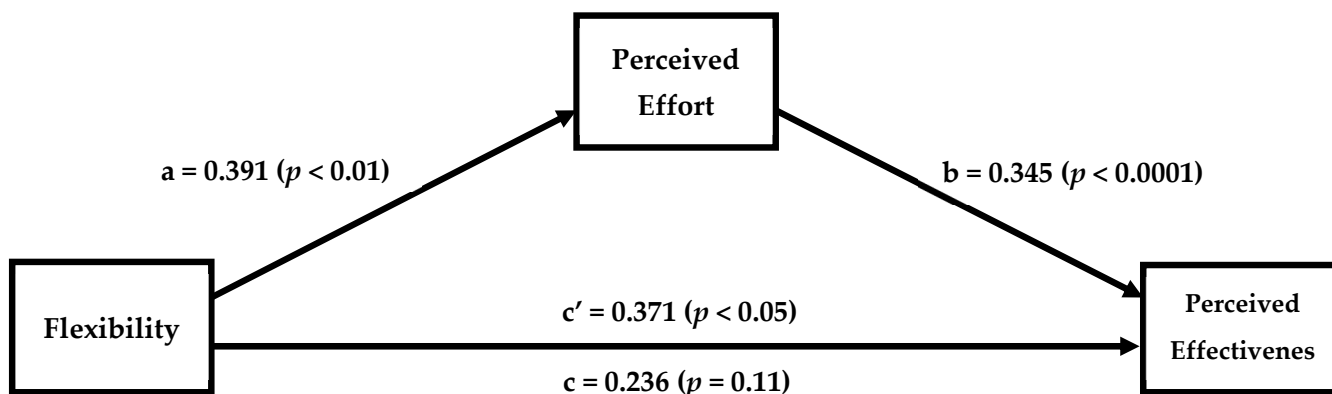 Perceived
Effort
a = 0.391 (p < 0.01)
b = 0.345 (p < 0.0001)
Flexibility
c′ = 0.371 (p < 0.05)
c = 0.236 (p = 0.11)
Perceived
Effectivenes